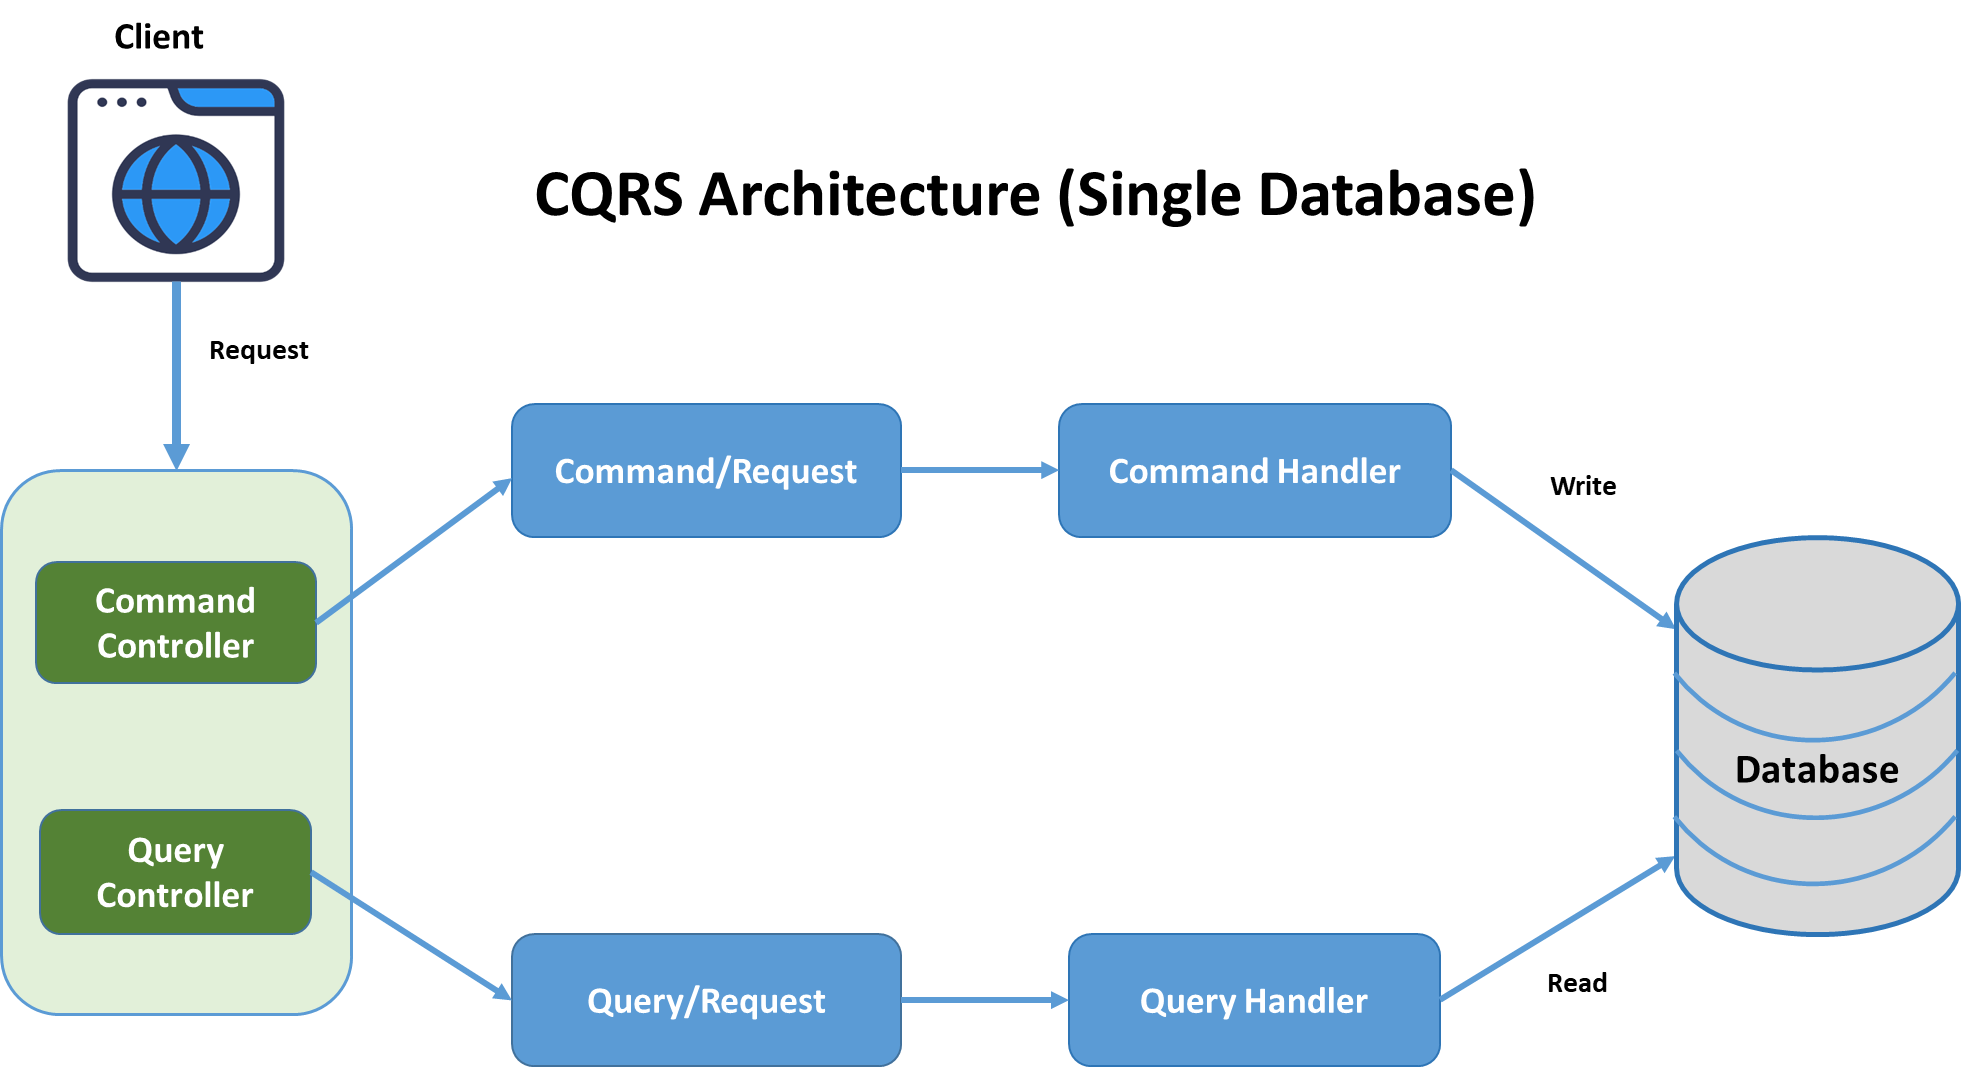 Client
CQRS Architecture (Single Database)
Request
Command/Request
Command Handler
Write
Command
Controller
Database
Query
Controller
Query/Request
Query Handler
Read